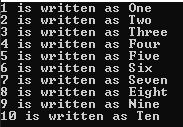 1 is written as One
2 is written as Two
3 is written as Three
4 is written as Four
5 is written as Five
6 is written as Six
7 is written as Seven
8 is written as Eight
9 is written as Nine
10 is written as Ten